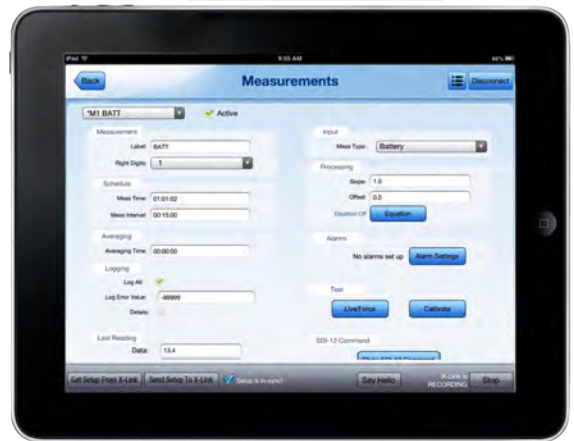 iPad
9:55 AM
Back
Measurements
Disconnect
*M1 BATT
Active
Measurement
Label: BATT
Right Digits: 1
Schedule
Meas Time: 01:01:02
Meas Interval: 00:15:00
Averaging
Averaging Time: 00:00:00
Logging
Log All:
Log Error Value: -99999
Details:
Last Reading
Data: 13.4
Input
Meas Type: Battery
Processing
Slope: 1.0
Offset: 0.0
Equation Off
Equation
Alarms
No alarms set up
Alarm Settings
Test
Live/Force
Calibrate
SDI-12 Command
Get Setup From X-Link
Send Setup To X-Link
Setup is in-sync!
Say Hello
X-Link is
RECORDING
Stop